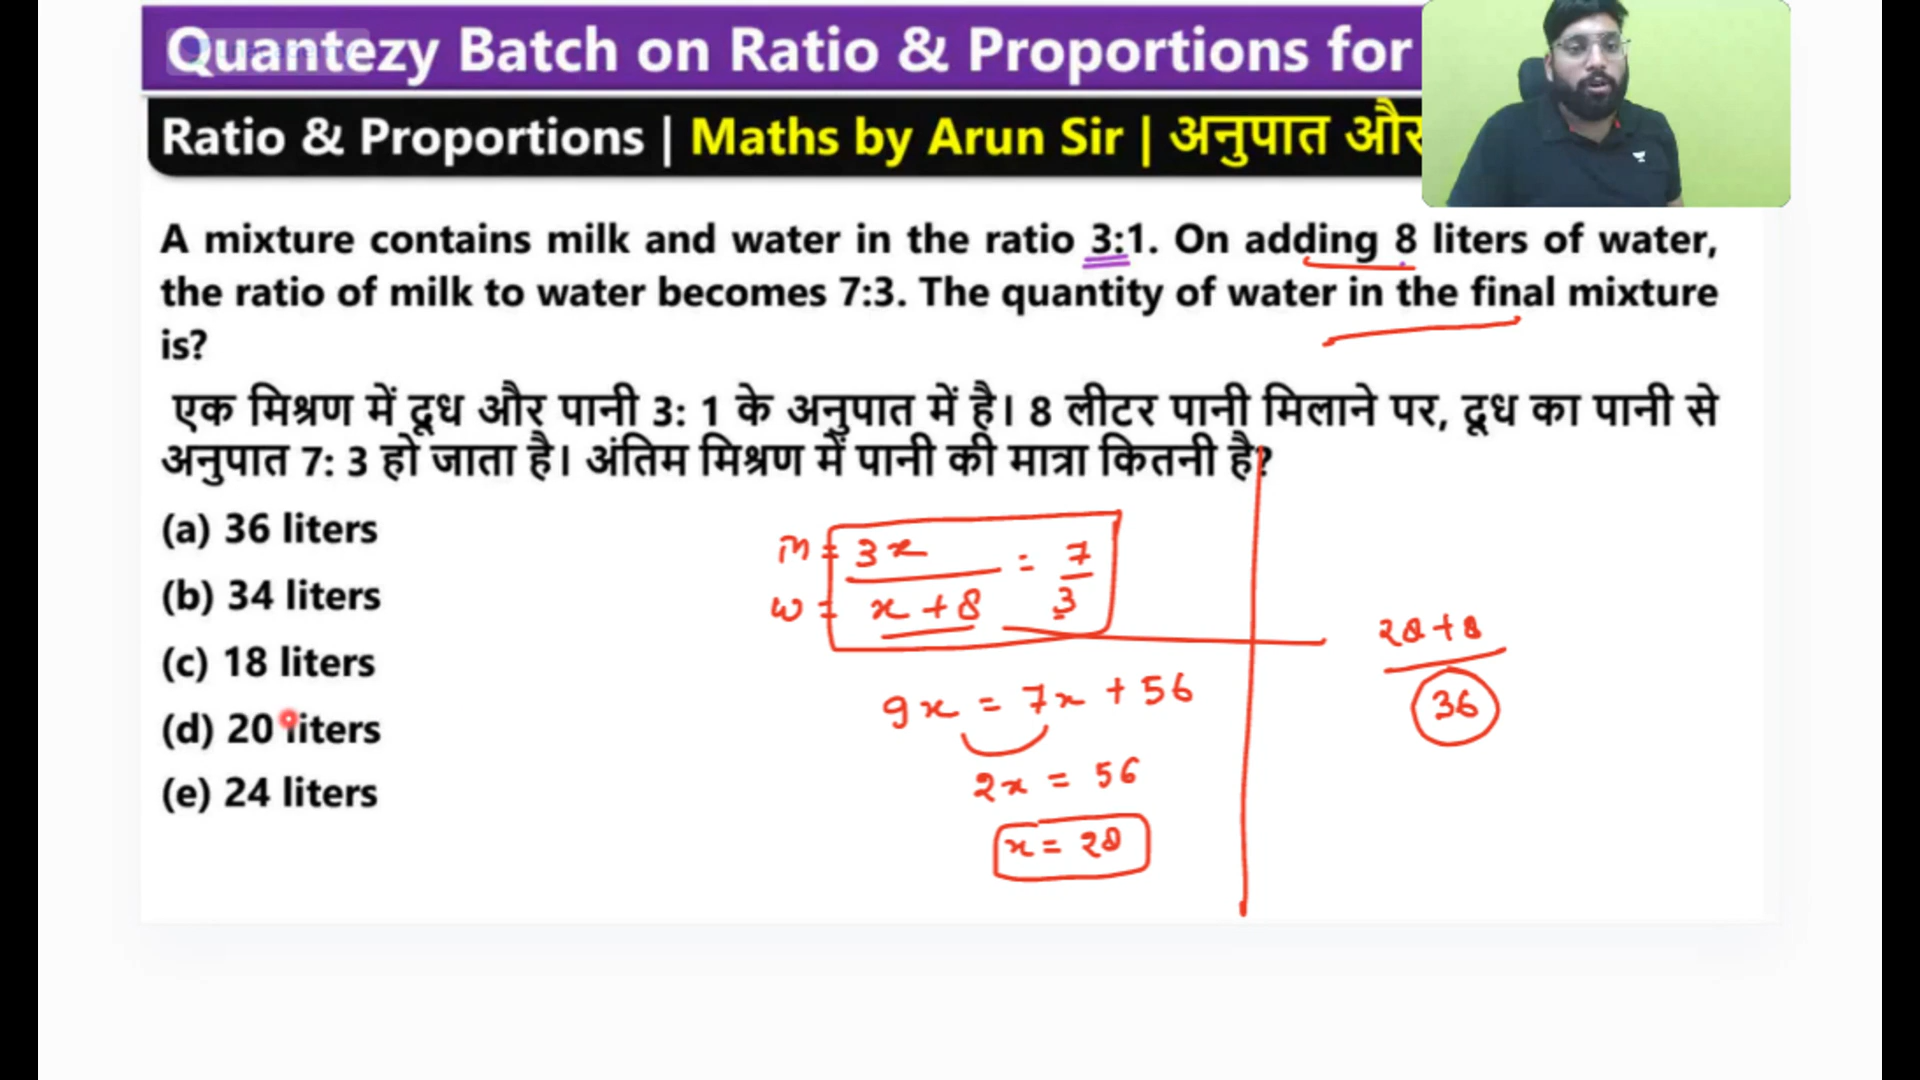 Quantezy Batch on Ratio & Proportions for
Ratio & Proportions | Maths by Arun Sir | अनुपात और
A mixture contains milk and water in the ratio 3:1. On adding 8 liters of water,
the ratio of milk to water becomes 7:3. The quantity of water in the final mixture
is?
एक मिश्रण में दूध और पानी 3: 1 के अनुपात में है। 8 लीटर पानी मिलाने पर, दूध का पानी से
अनुपात 7: 3 हो जाता है। अंतिम मिश्रण में पानी की मात्रा कितनी है?
(a) 36 liters
(b) 34 liters
(c) 18 liters
(d) 20 liters
(e) 24 liters
m = 3x = 7
w = x + 8 3
9x = 7x + 56
2x = 56
x = 28
28 + 8
36